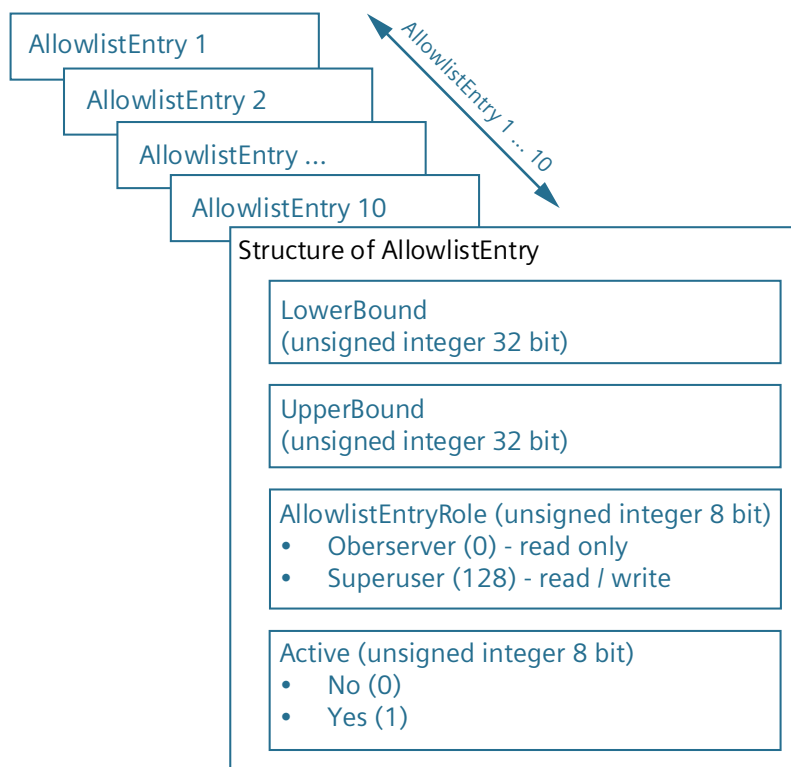 AllowlistEntry 1
AllowlistEntry 2
AllowlistEntry ...
AllowlistEntry 10
AllowlistEntry 1 ... 10
Structure of AllowlistEntry
LowerBound
(unsigned integer 32 bit)
UpperBound
(unsigned integer 32 bit)
AllowlistEntryRole (unsigned integer 8 bit)
• Oberserver (0) - read only
• Superuser (128) - read / write
Active (unsigned integer 8 bit)
• No (0)
• Yes (1)